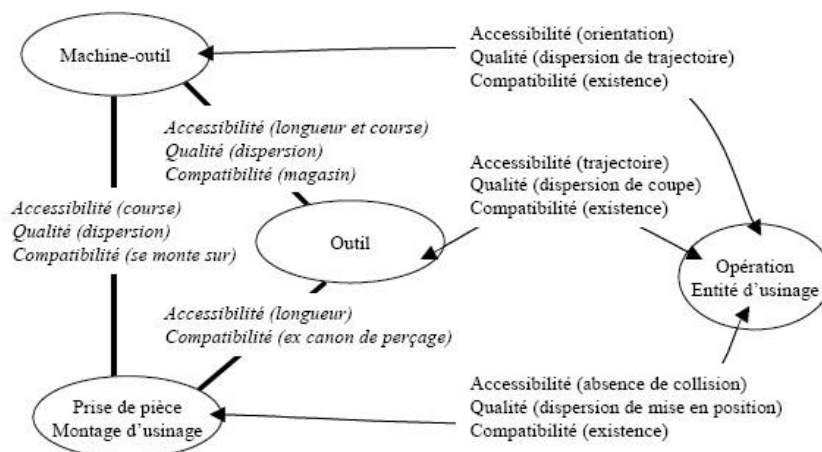 Machine-outil
Accessibilité (orientation)
Qualité (dispersion de trajectoire)
Compatibilité (existence)
Accessibilité (longueur et course)
Qualité (dispersion)
Compatibilité (magasin)
Accessibilité (trajectoire)
Qualité (dispersion de coupe)
Compatibilité (existence)
Accessibilité (course)
Qualité (dispersion)
Compatibilité (se monte sur)
Outil
Opération
Entité d'usinage
Accessibilité (longueur)
Compatibilité (ex canon de perçage)
Prise de pièce
Montage d'usinage
Accessibilité (absence de collision)
Qualité (dispersion de mise en position)
Compatibilité (existence)